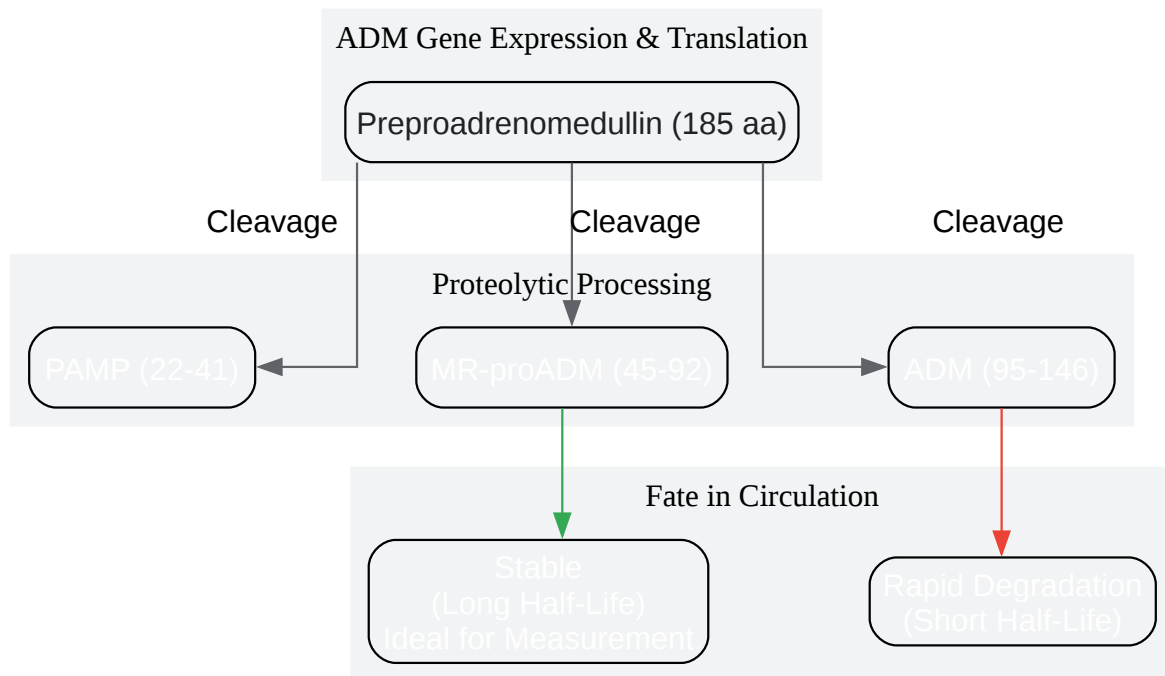 ADM Gene Expression & Translation
Preproadrenomedullin (185 aa)
Cleavage
Cleavage
Cleavage
Proteolytic Processing
PAMP (22-41)
MR-proADM (45-92)
ADM (95-146)
Fate in Circulation
Stable
(Long Half-Life)
Ideal for Measurement
Rapid Degradation
(Short Half-Life)